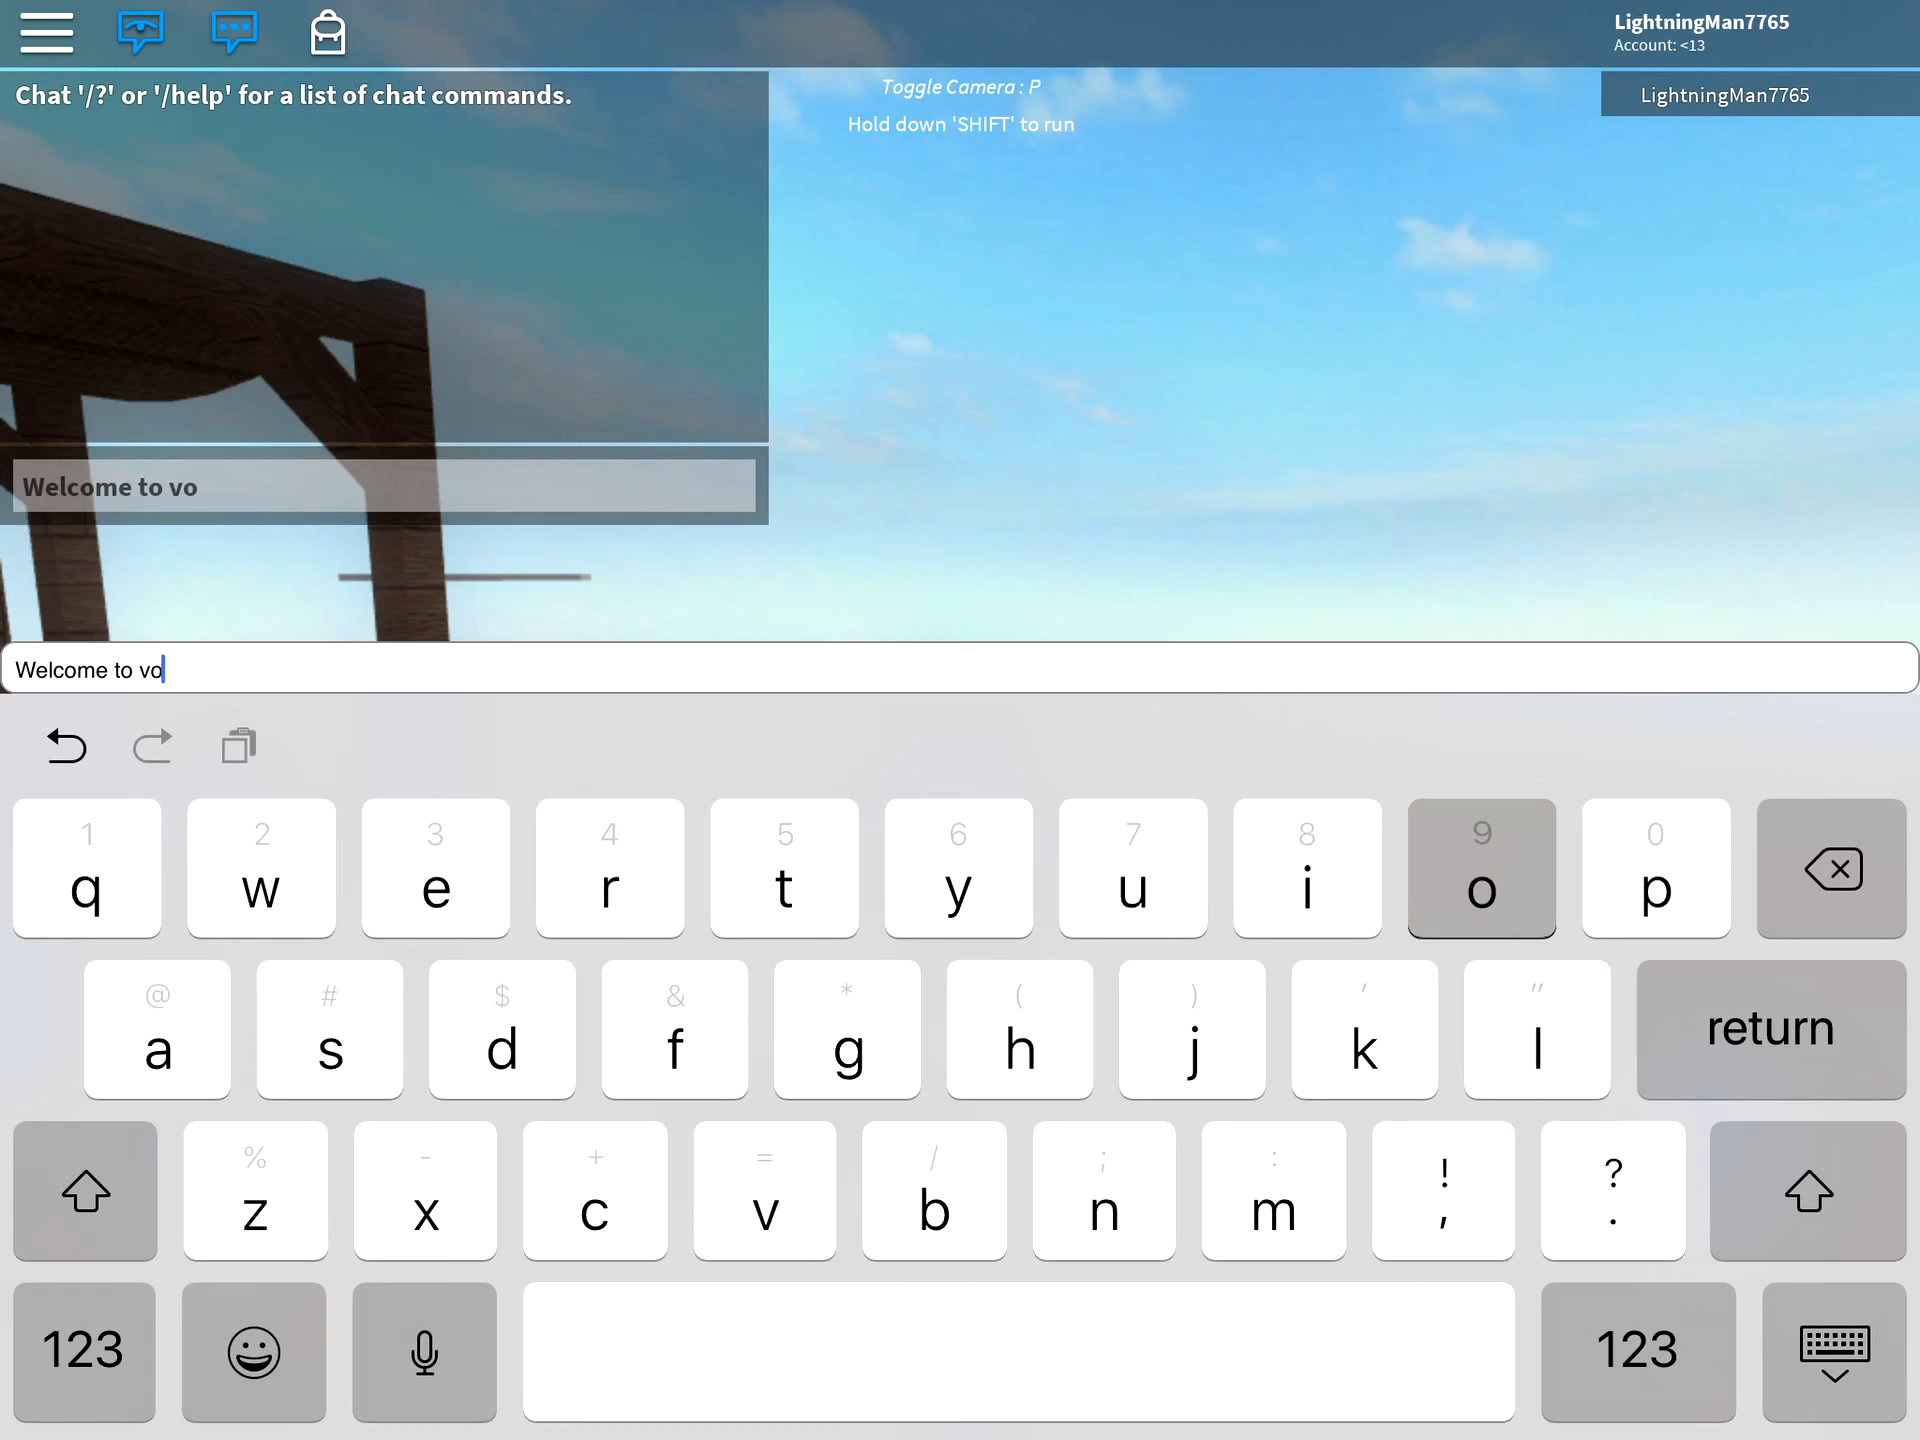 LightningMan7765
Account: <13
Chat '/?' or '/help' for a list of chat commands.
Toggle Camera : P
Hold down 'SHIFT' to run
LightningMan7765
Welcome to vo
Welcome to vo
1 2 3 4 5 6 7 8 9 0
q w e r t y u i o p
@ # $ & * ( ) ' "
a s d f g h j k l return
% - + = / ; : ! ?
z x c v b n m , .
123 123